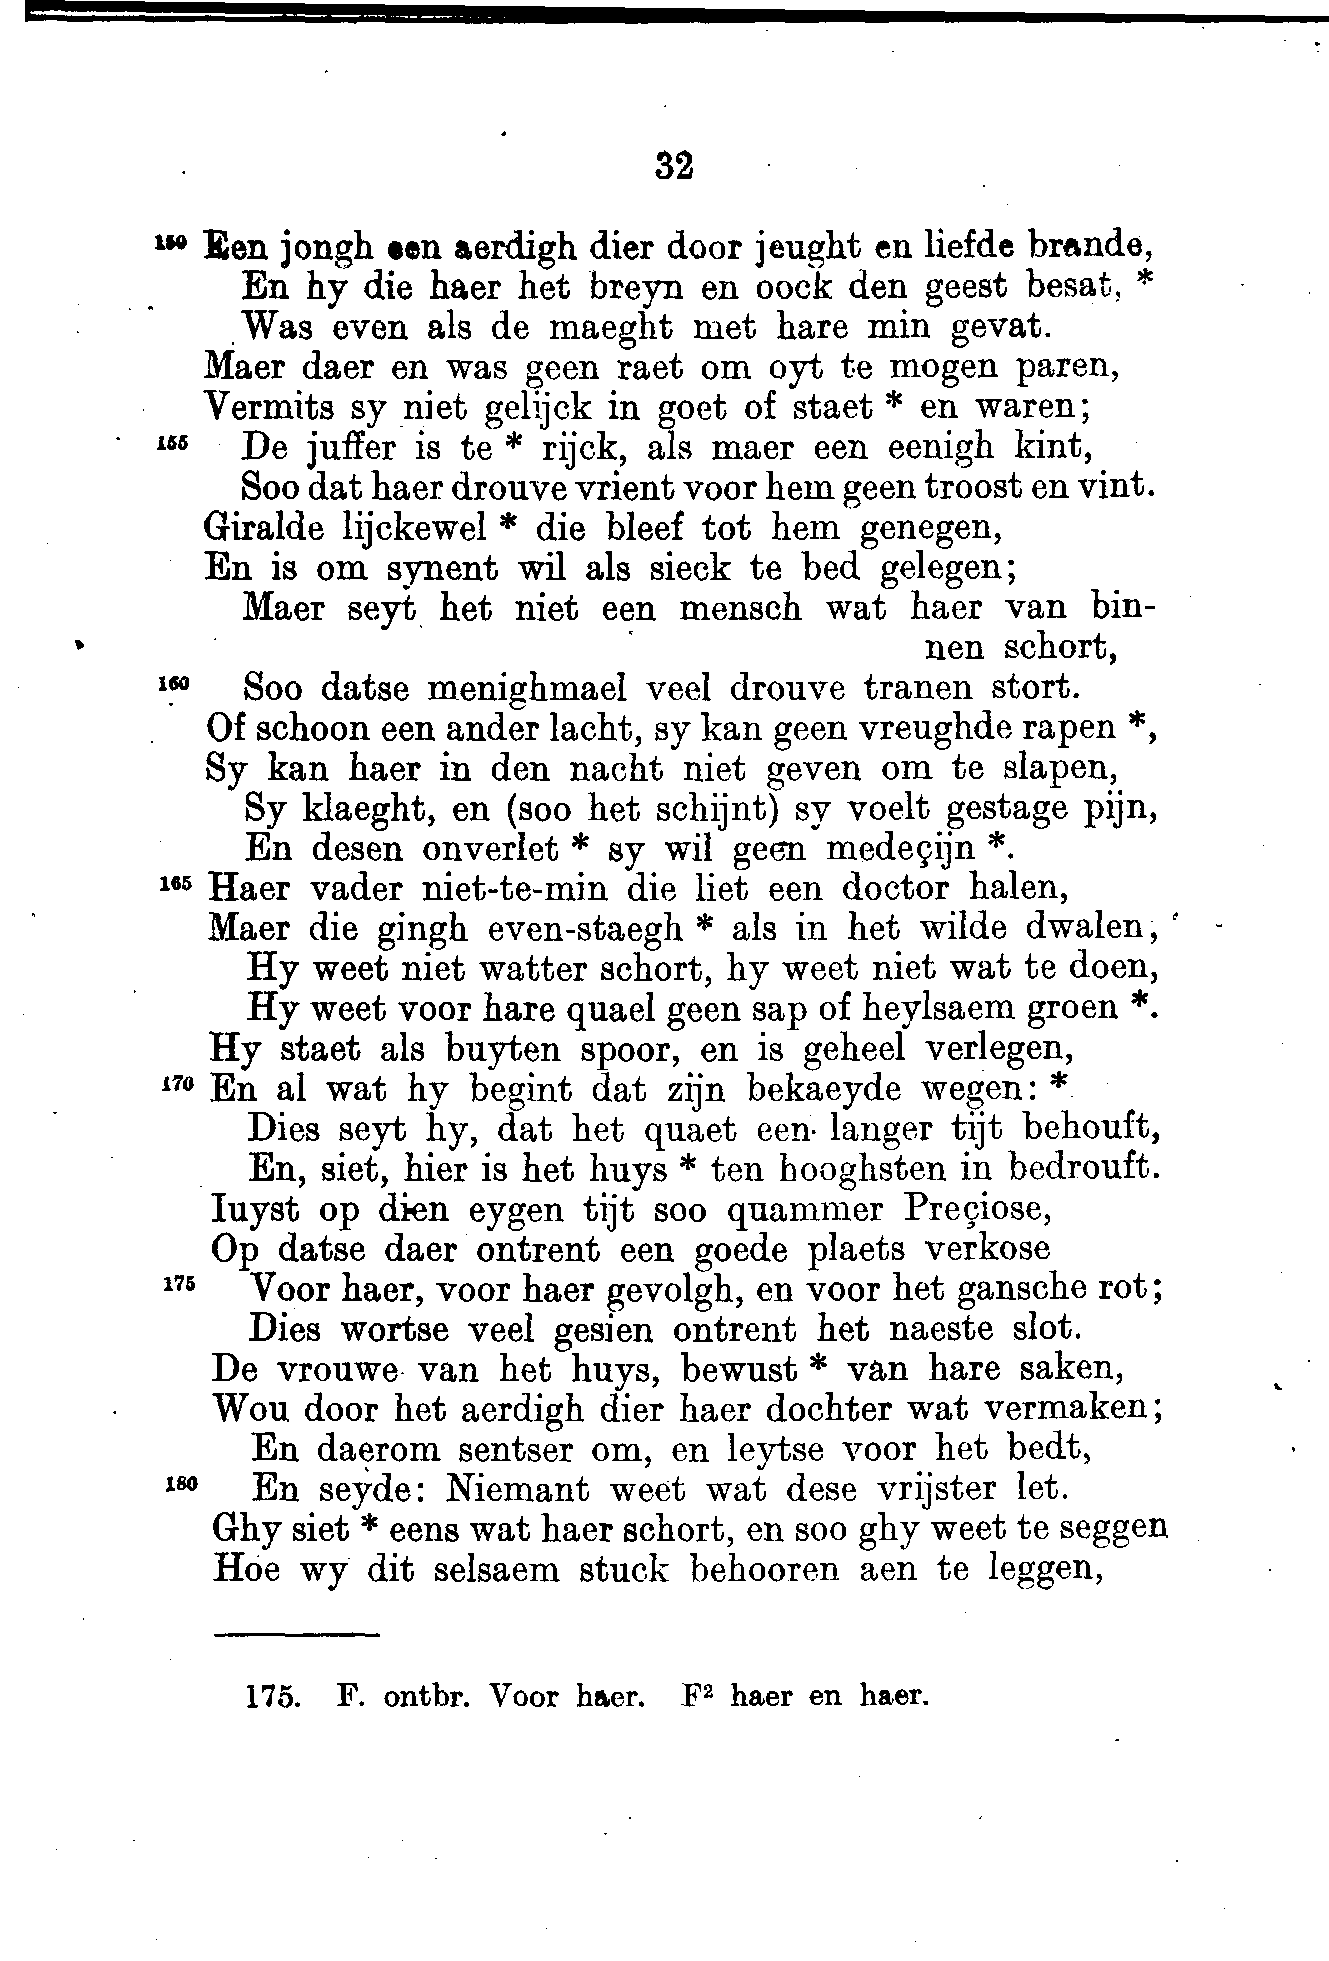 32
150 Een jongh een aerdigh dier door jeught en liefde brande,
En hy die haer het breyn en oock den geest besat, *
Was even als de maeght met hare min gevat.
Maer daer en was geen raet om oyt te mogen paren,
Vermits sy niet gelijck in goet of staet * en waren;
155 De juffer is te * rijck, als maer een eenigh kint,
Soo dat haer drouve vrient voor hem geen troost en vint.
Giralde lijckewel * die bleef tot hem genegen,
En is om synent wil als sieck te bed gelegen;
Maer seyt het niet een mensch wat haer van bin-
nen schort,
160 Soo datse menighmael veel drouve tranen stort.
Of schoon een ander lacht, sy kan geen vreughde rapen *,
Sy kan haer in den nacht niet geven om te slapen,
Sy klaeght, en (soo het schijnt) sy voelt gestage pijn,
En desen onverlet * sy wil geen medeçijn *.
165 Haer vader niet-te-min die liet een doctor halen,
Maer die gingh even-staegh * als in het wilde dwalen,
Hy weet niet watter schort, hy weet niet wat te doen,
Hy weet voor hare quael geen sap of heylsaem groen *.
Hy staet als buyten spoor, en is geheel verlegen,
170 En al wat hy begint dat zijn bekaeyde wegen: *
Dies seyt hy, dat het quaet een langer tijt behouft,
En, siet, hier is het huys * ten hooghsten in bedrouft.
Iuyst op dien eygen tijt soo quammer Preçiose,
Op datse daer ontrent een goede plaets verkose
175 Voor haer, voor haer gevolgh, en voor het gansche rot;
Dies wortse veel gesien ontrent het naeste slot.
De vrouwe van het huys, bewust * van hare saken,
Wou door het aerdigh dier haer dochter wat vermaken;
En daerom sentser om, en leytse voor het bedt,
180 En seyde: Niemant weet wat dese vrijster let.
Ghy siet * eens wat haer schort, en soo ghy weet te seggen
Hoe wy dit selsaem stuck behooren aen te leggen,
175. F. ontbr. Voor haer. F² haer en haer.